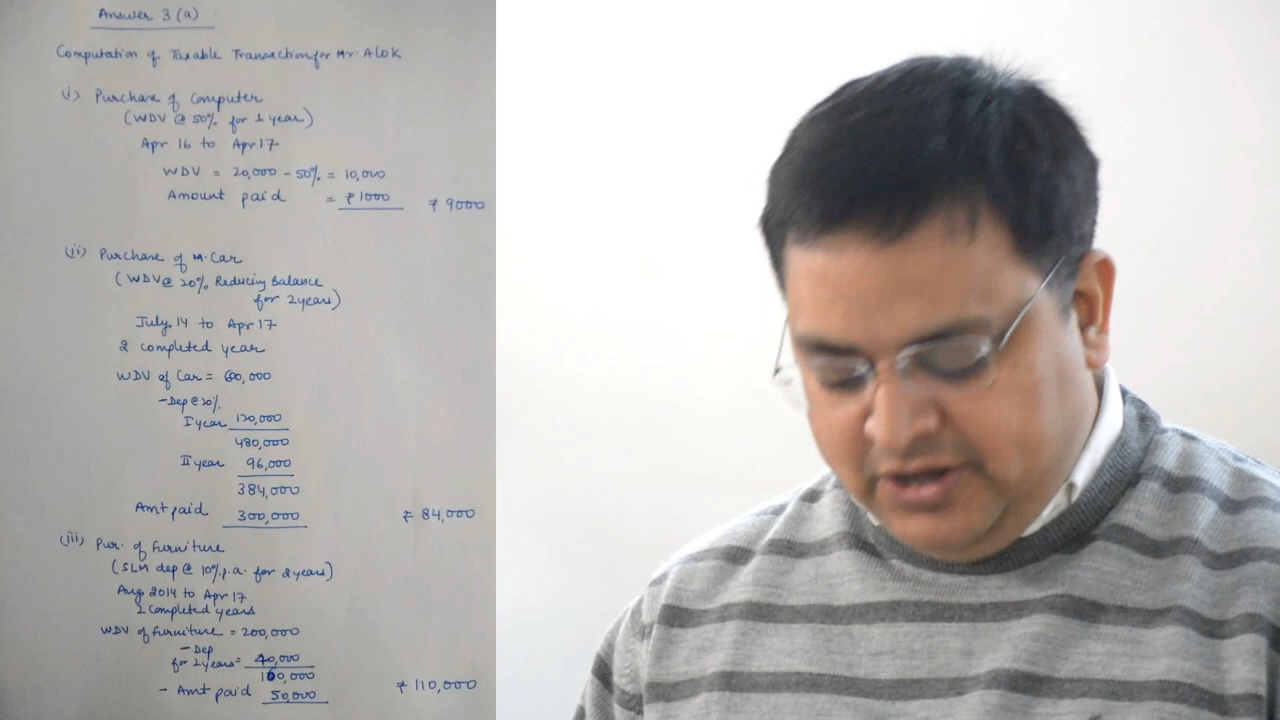 Answer 3 (a)
Computation of Taxable Transaction for Mr. Alok
(i) Purchase of Computer
(WDV @ 50% for 1 year)
Apr 16 to Apr 17
WDV = 20,000 - 50% = 10,000
Amount paid = ₹ 1000 ₹ 9000
(ii) Purchase of M. Car
(WDV @ 20% Reducing Balance
for 2 years)
July. 14 to Apr 17
2 completed year
WDV of Car = 600,000
- Dep @ 20%
I year 120,000
480,000
II year 96,000
384,000
Amt paid 300,000 ₹ 84,000
(iii) Pur. of Furniture
(SLM dep @ 10% p.a. for 2 years)
Aug 2014 to Apr 17
2 Completed years
WDV of furniture = 200,000
- Dep
for 2 years = 40,000
160,000
- Amt paid 50,000 ₹ 110,000